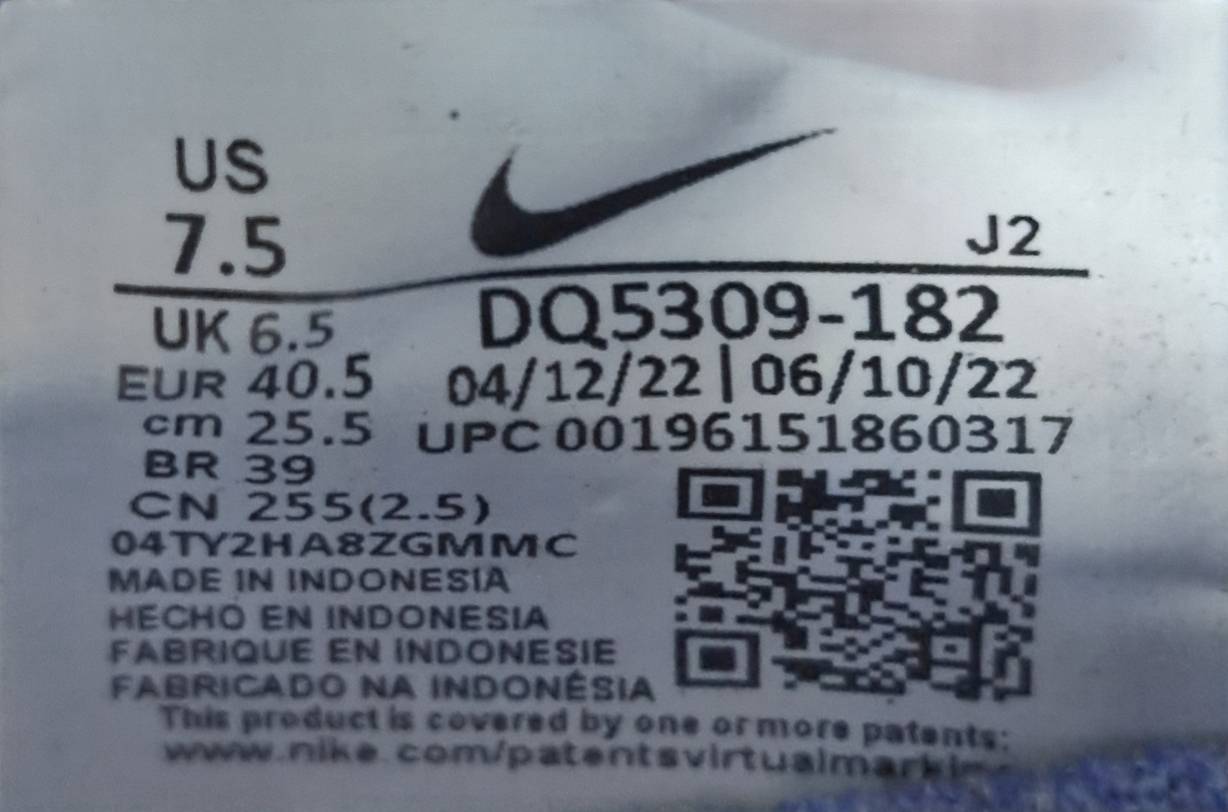 US
7.5
J2
UK 6.5
DQ5309-182
EUR 40.5
04/12/22 | 06/10/22
cm 25.5
UPC 00196151860317
BR 39
CN 255(2.5)
04TY2HA8ZGMMC
MADE IN INDONESIA
HECHO EN INDONESIA
FABRIQUE EN INDONESIE
FABRICADO NA INDONÉSIA
This product is covered by one or more patents:
www.nike.com/patentsvirtualmarki